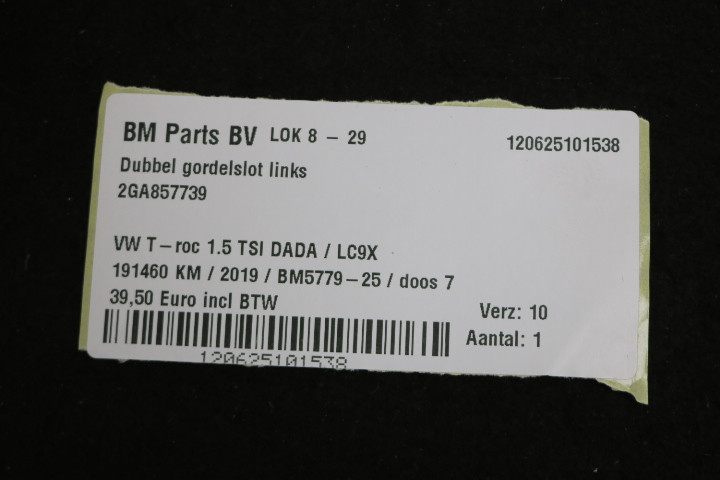 BM Parts BV LOK 8 - 29 120625101538
Dubbel gordelslot links
2GA857739
VW T-roc 1.5 TSI DADA / LC9X
191460 KM / 2019 / BM5779-25 / doos 7
39,50 Euro incl BTW
Verz: 10
Aantal: 1
120625101538